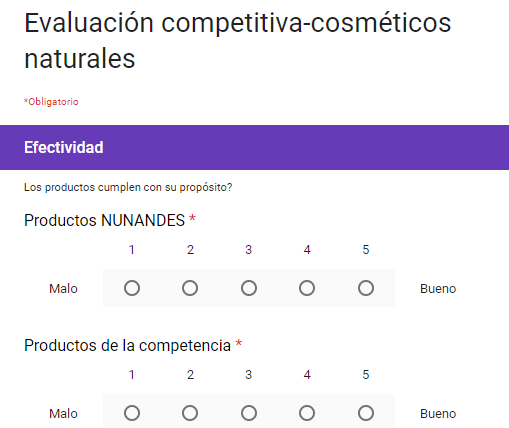 Evaluación competitiva-cosméticos
naturales
*Obligatorio
Efectividad
Los productos cumplen con su propósito?
Productos NUNANDES *
1 2 3 4 5
Malo Bueno
Productos de la competencia *
1 2 3 4 5
Malo Bueno